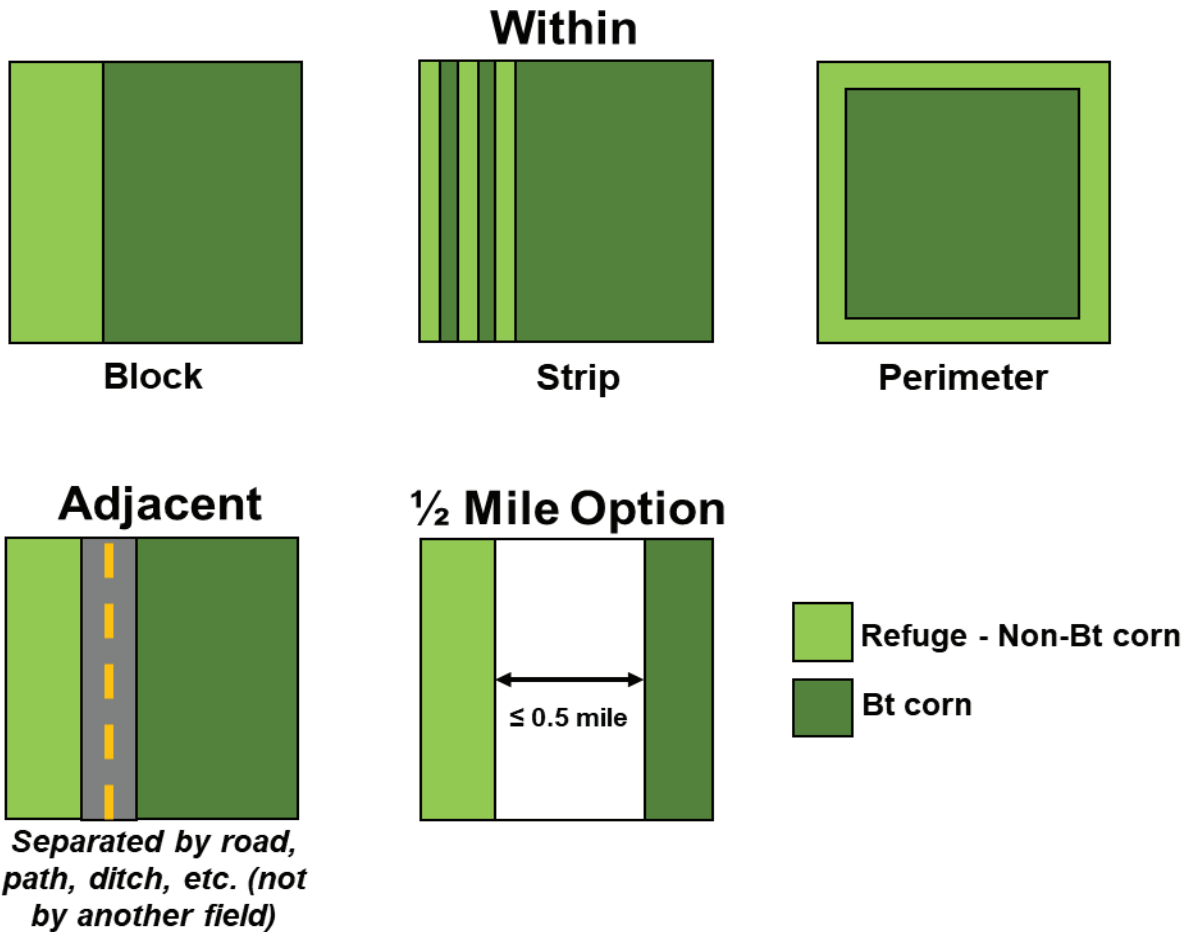 Within
Block
Strip
Perimeter
Adjacent
½ Mile Option
≤ 0.5 mile
Refuge - Non-Bt corn
Bt corn
Separated by road,
path, ditch, etc. (not
by another field)